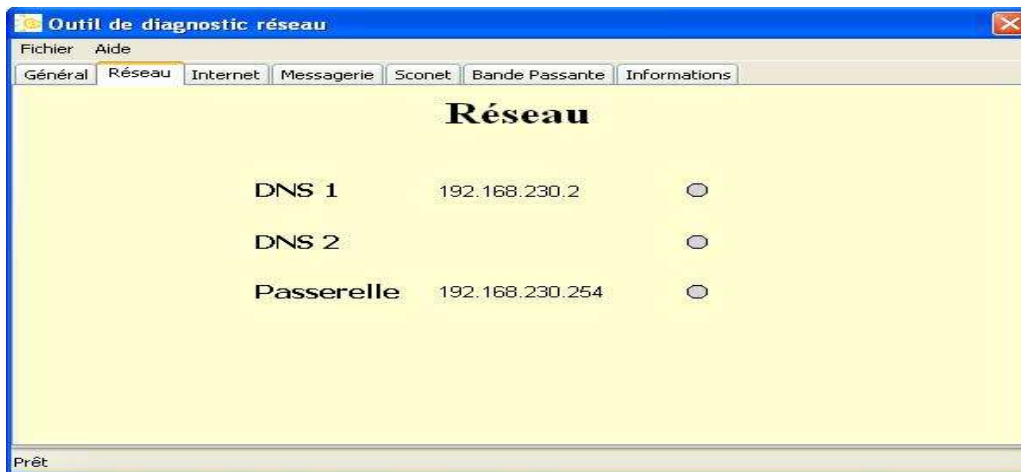 Outil de diagnostic réseau
Fichier Aide
Général Réseau Internet Messagerie Sconet Bande Passante Informations
Réseau
DNS 1 192.168.230.2
DNS 2
Passerelle 192.168.230.254
Prêt